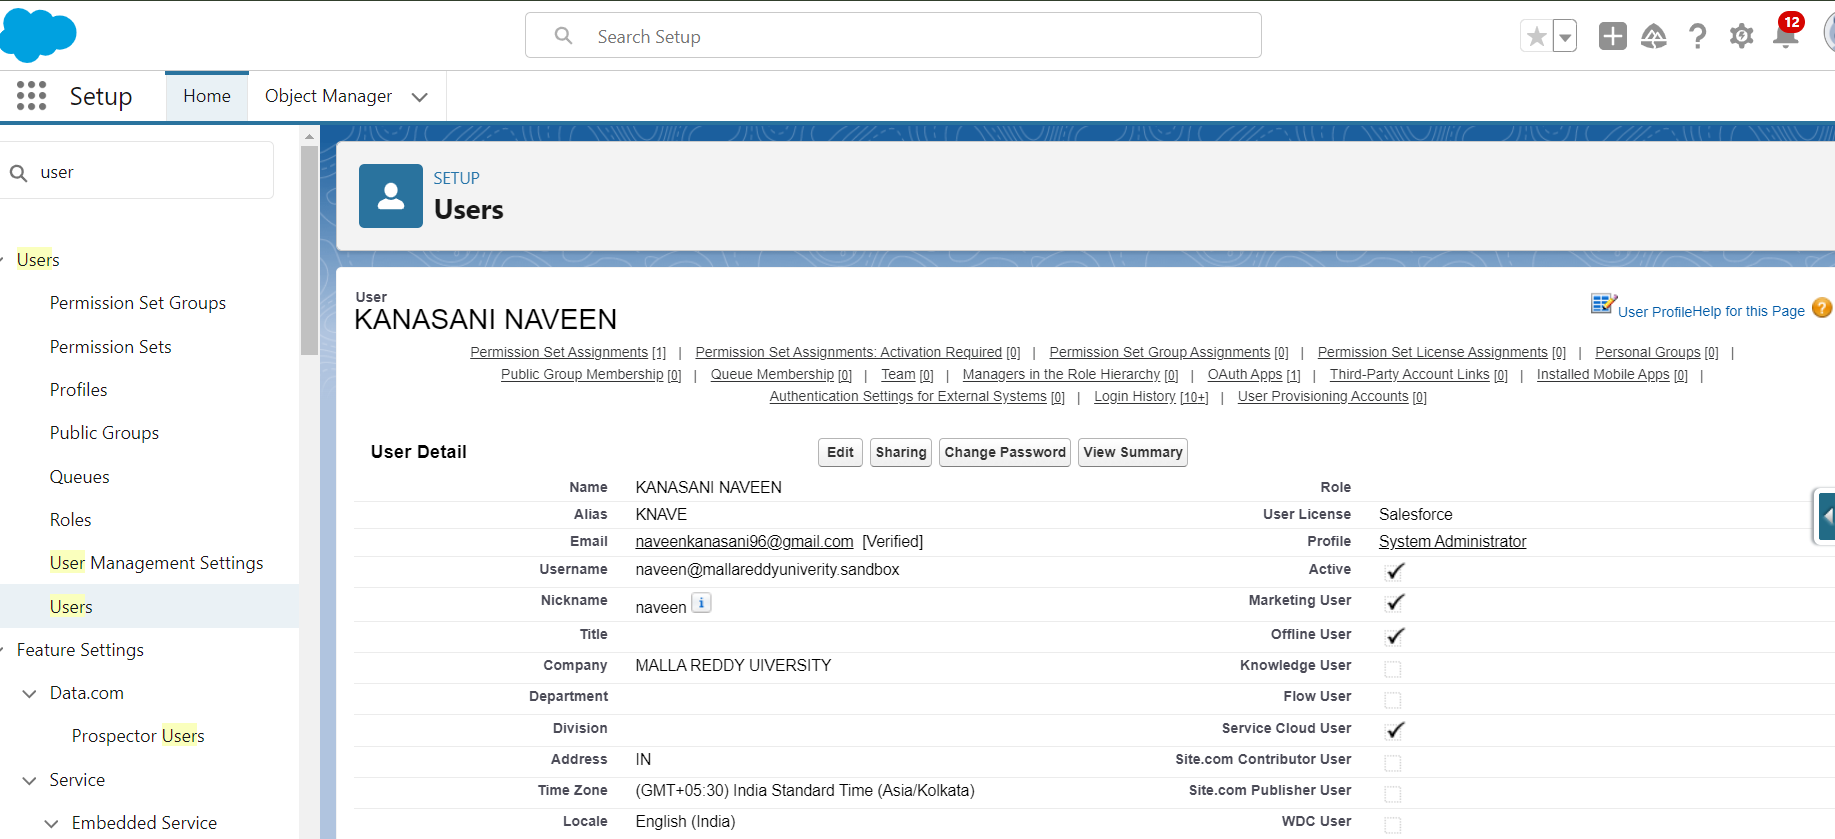 Search Setup
12
Setup Home Object Manager
user
Users
Permission Set Groups
Permission Sets
Profiles
Public Groups
Queues
Roles
User Management Settings
Users
Feature Settings
Data.com
Prospector Users
Service
Embedded Service
SETUP
Users
User
KANASANI NAVEEN
User ProfileHelp for this Page ?
Permission Set Assignments [1] | Permission Set Assignments: Activation Required [0] | Permission Set Group Assignments [0] | Permission Set License Assignments [0] | Personal Groups [0] |
Public Group Membership [0] | Queue Membership [0] | Team [0] | Managers in the Role Hierarchy [0] | OAuth Apps [1] | Third-Party Account Links [0] | Installed Mobile Apps [0] |
Authentication Settings for External Systems [0] | Login History [10+] | User Provisioning Accounts [0]
User Detail Edit Sharing Change Password View Summary
Name KANASANI NAVEEN Role
Alias KNAVE User License Salesforce
Email naveenkanasani96@gmail.com [Verified] Profile System Administrator
Username naveen@mallareddyuniverity.sandbox Active
Nickname naveen i Marketing User
Title Offline User
Company MALLA REDDY UIVERSITY Knowledge User
Department Flow User
Division Service Cloud User
Address IN Site.com Contributor User
Time Zone (GMT+05:30) India Standard Time (Asia/Kolkata) Site.com Publisher User
Locale English (India) WDC User